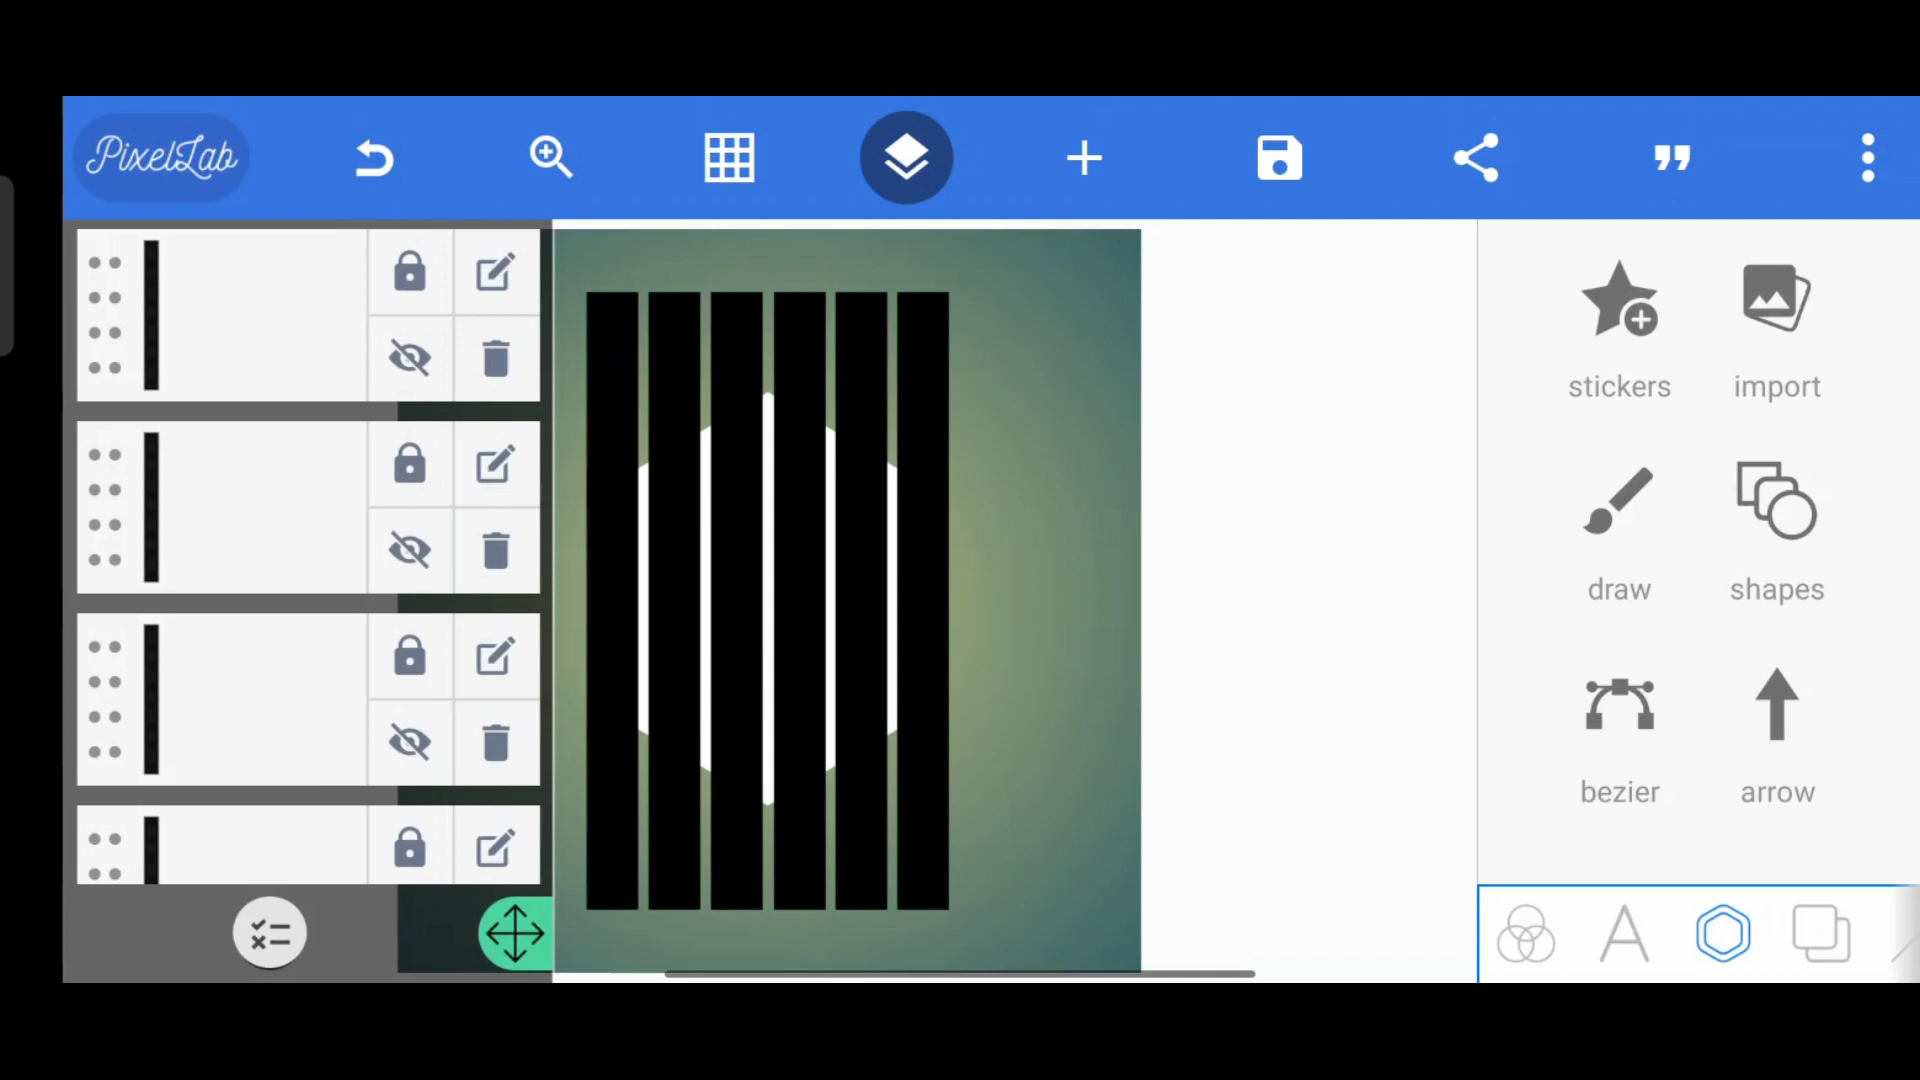 PixelLab
stickers
import
draw
shapes
bezier
arrow